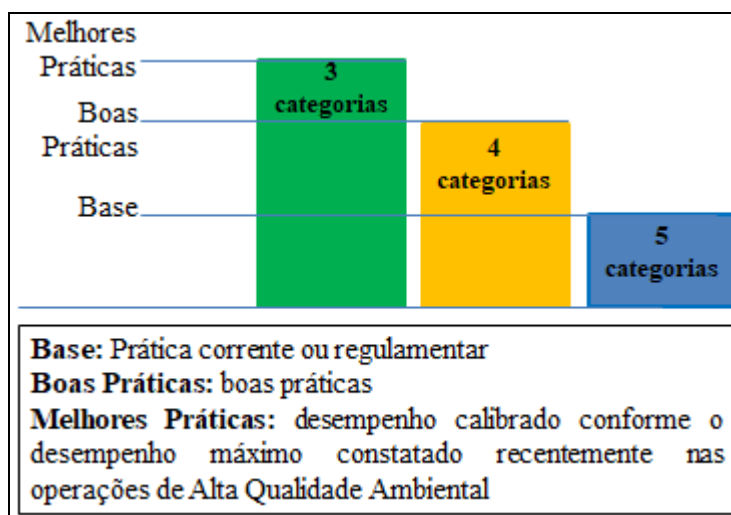 Melhores
Práticas
Boas
Práticas
Base
3
categorias
4
categorias
5
categorias
Base: Prática corrente ou regulamentar
Boas Práticas: boas práticas
Melhores Práticas: desempenho calibrado conforme o
desempenho máximo constatado recentemente nas
operações de Alta Qualidade Ambiental